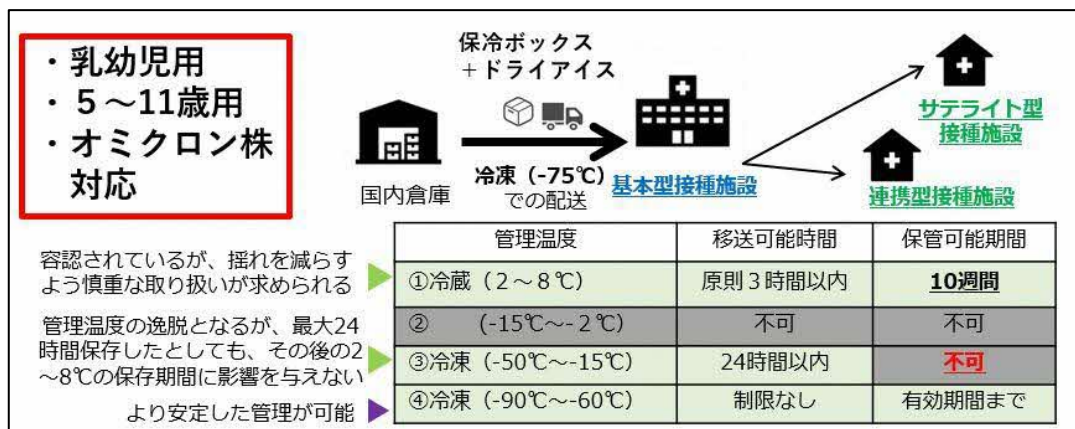 ・乳幼児用
・５～11歳用
・オミクロン株
対応
保冷ボックス
＋ドライアイス
国内倉庫
冷凍（-75℃）
での配送
基本型接種施設
サテライト型
接種施設
連携型接種施設
容認されているが、揺れを減らす
よう慎重な取り扱いが求められる
管理温度の逸脱となるが、最大24
時間保存したとしても、その後の2
～8℃の保存期間に影響を与えない
より安定した管理が可能
管理温度 移送可能時間 保管可能期間
①冷蔵（２～８℃） 原則３時間以内 10週間
② (-15℃～-２℃) 不可 不可
③冷凍（-50℃～-15℃） 24時間以内 不可
④冷凍（-90℃～-60℃） 制限なし 有効期間まで